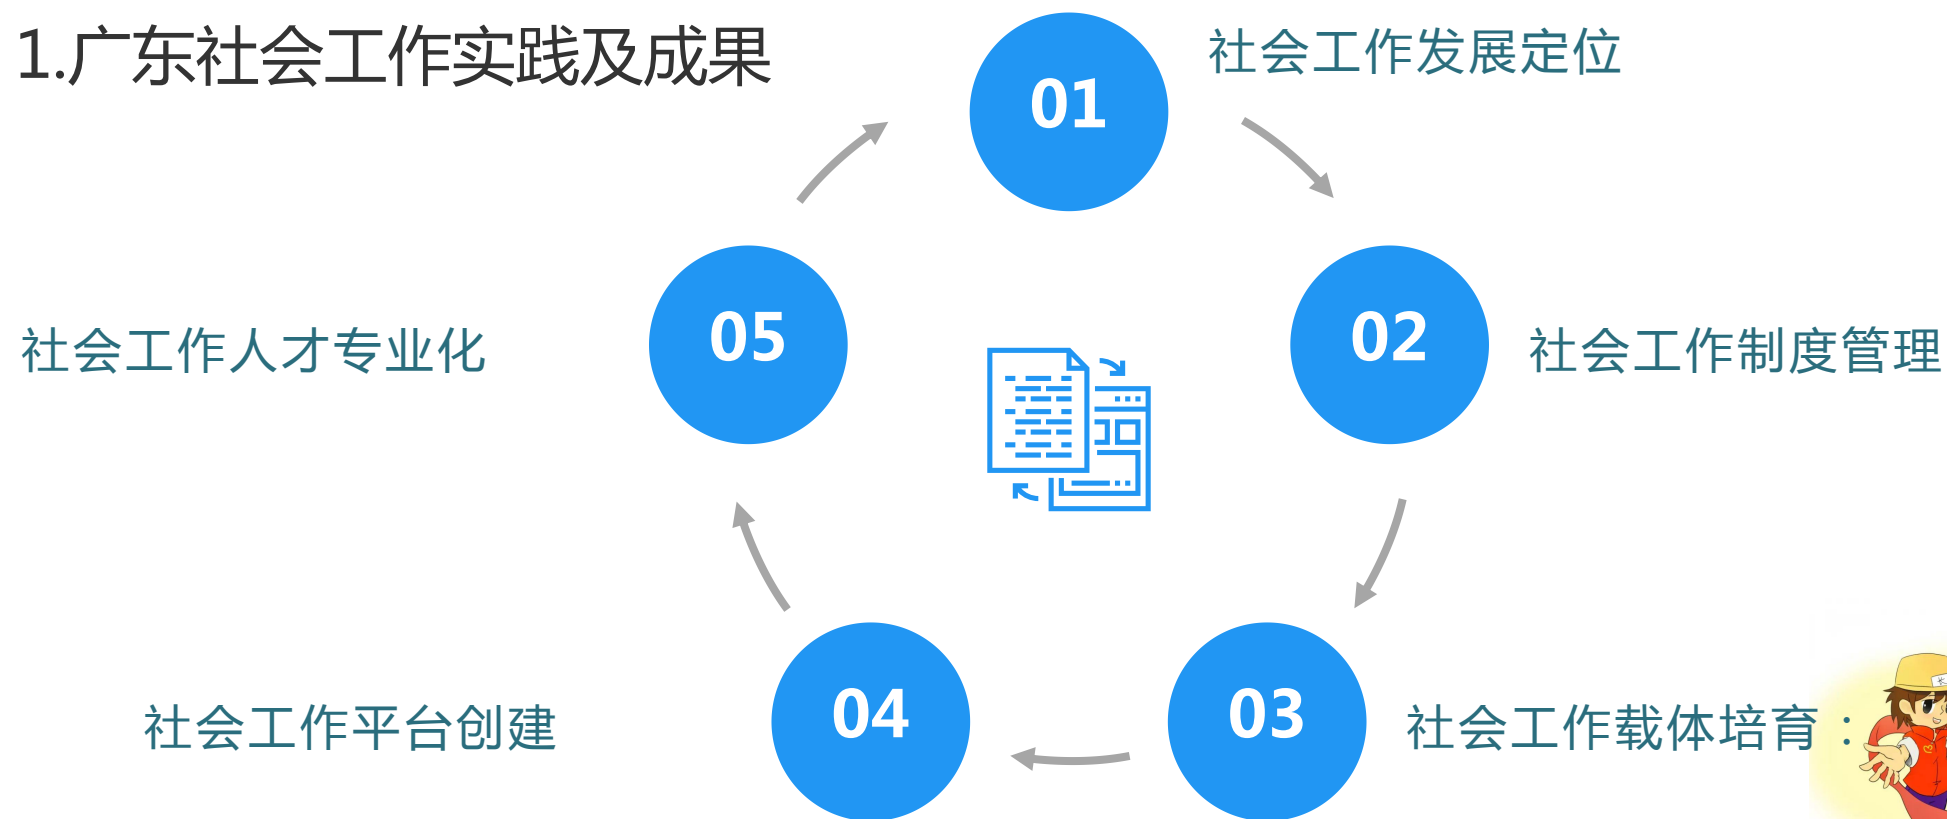 1.广东社会工作实践及成果
01
社会工作发展定位
02
社会工作制度管理
03
社会工作载体培育：
04
社会工作平台创建
05
社会工作人才专业化